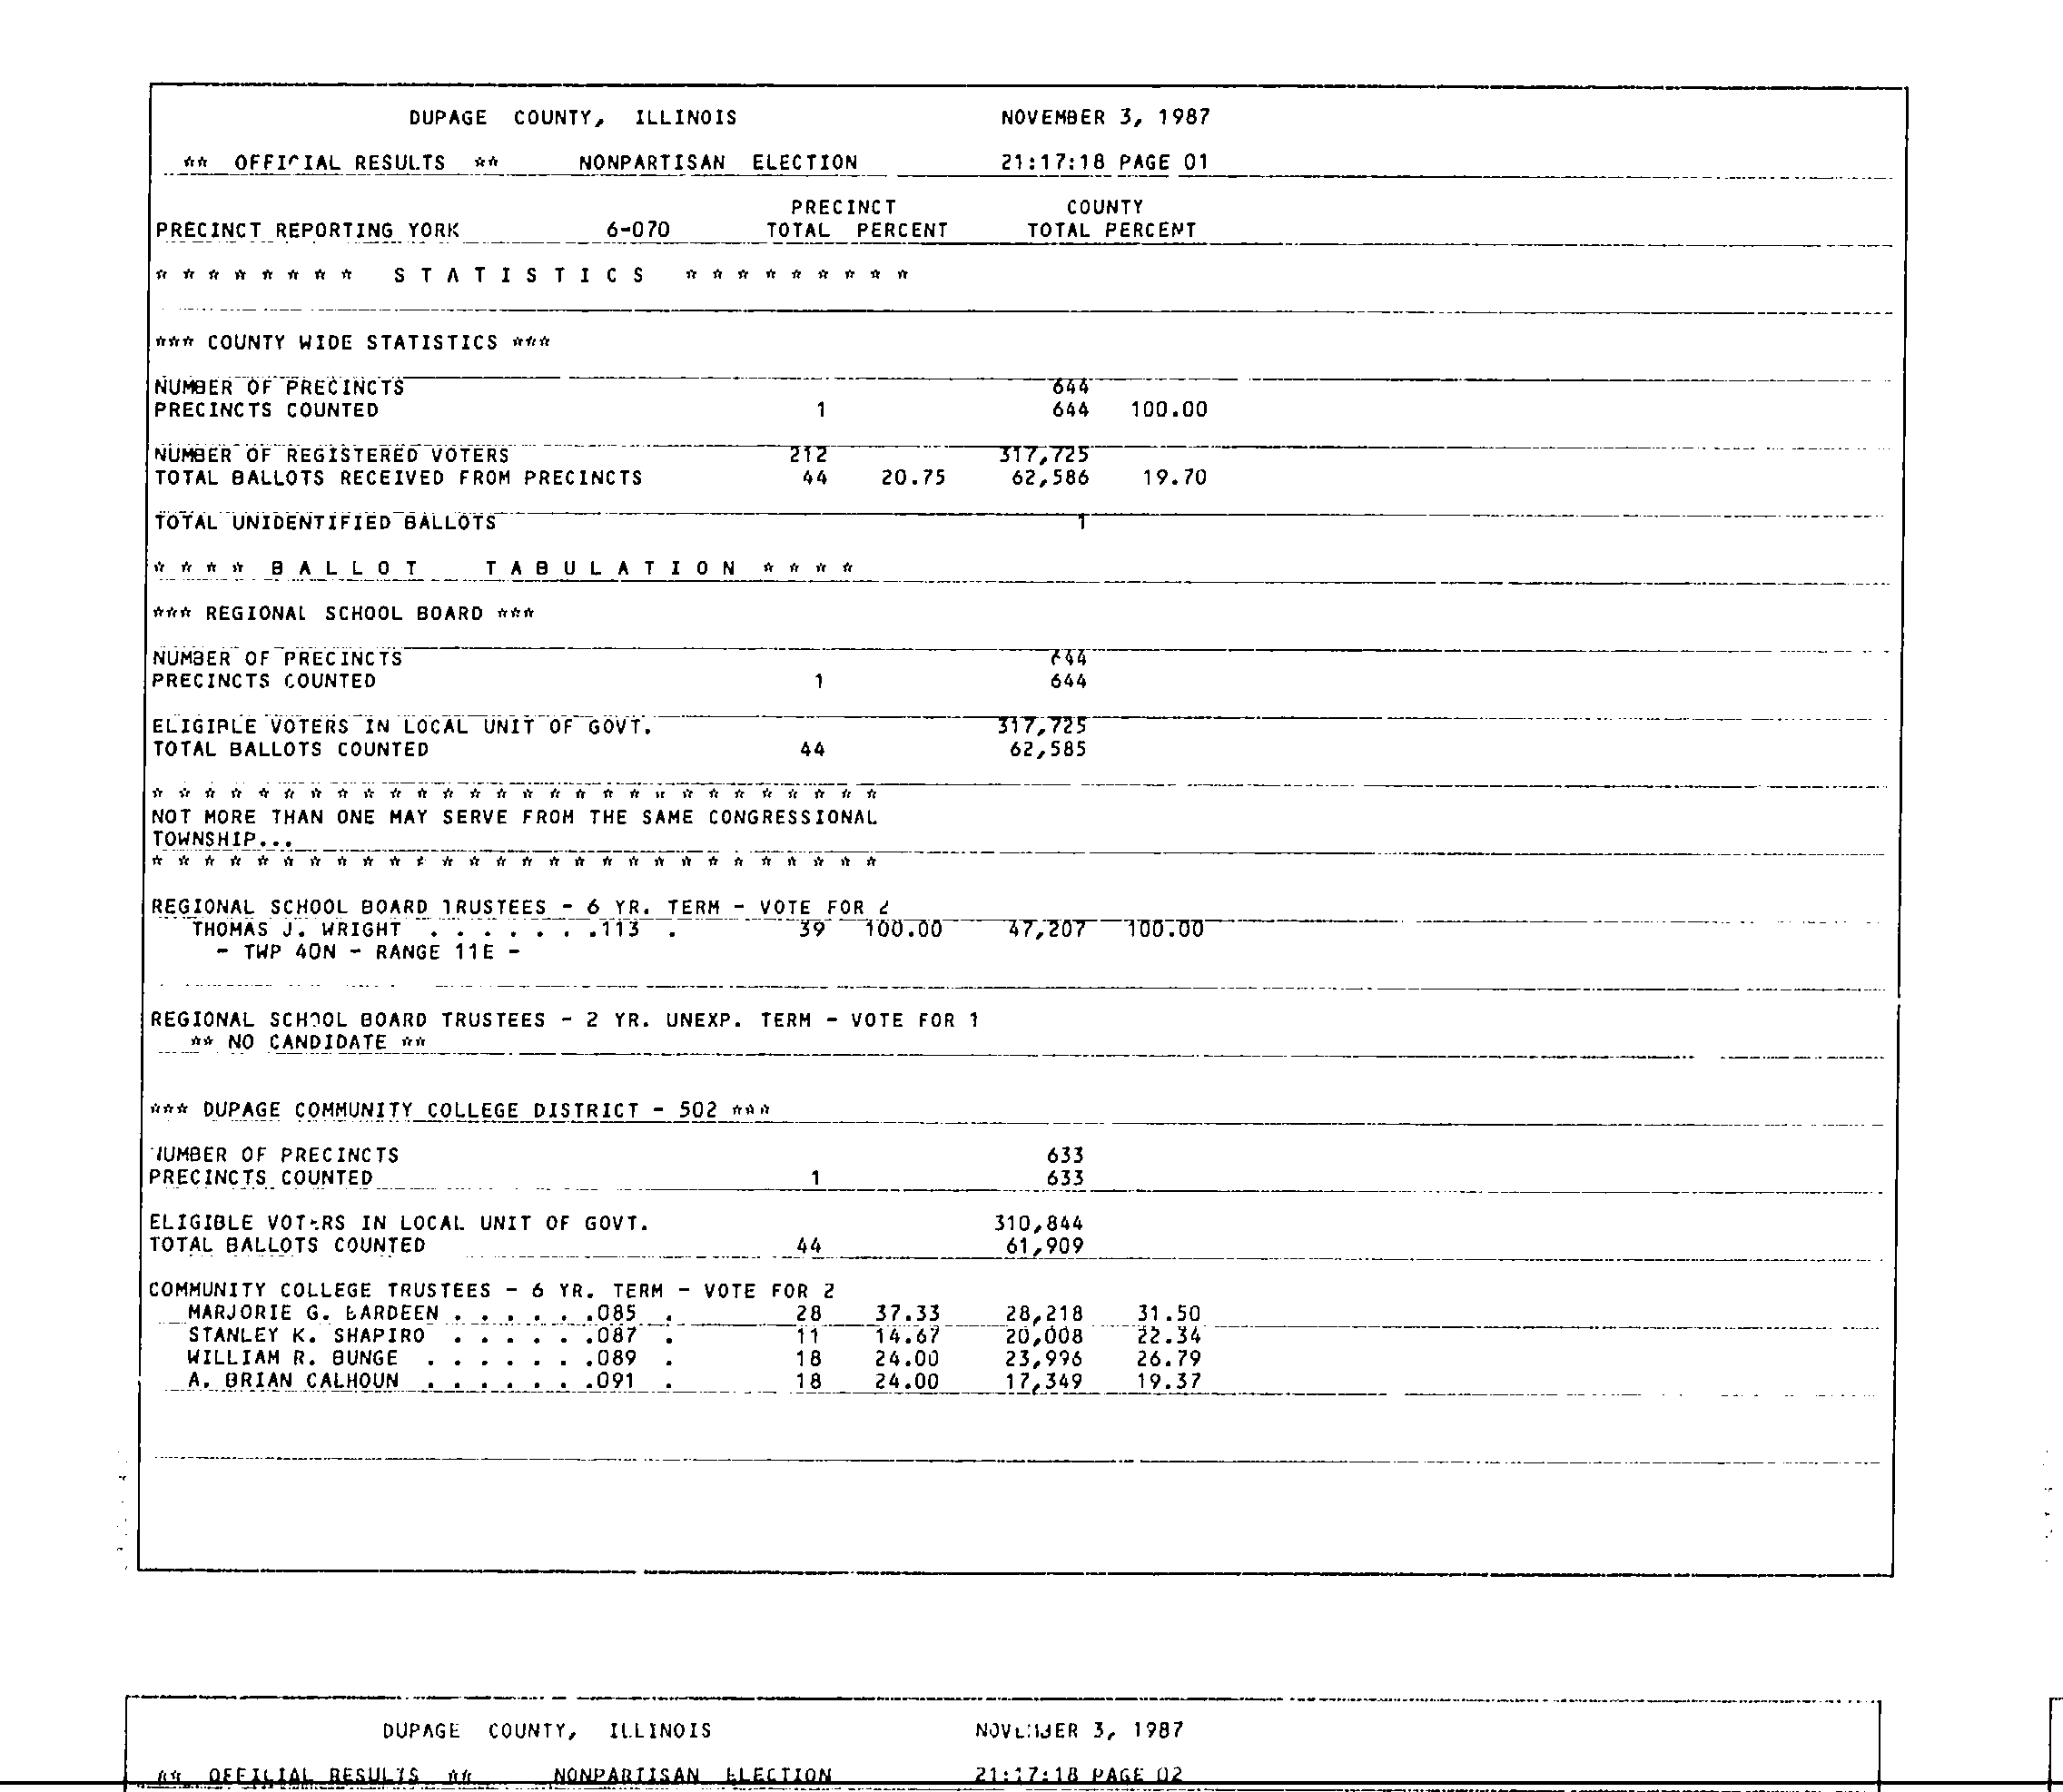 DUPAGE COUNTY, ILLINOIS NOVEMBER 3, 1987
** OFFICIAL RESULTS ** NONPARTISAN ELECTION 21:17:18 PAGE 01
PRECINCT COUNTY
PRECINCT REPORTING YORK 6-070 TOTAL PERCENT TOTAL PERCENT
* * * * * * * * S T A T I S T I C S * * * * * * * * *
*** COUNTY WIDE STATISTICS ***
NUMBER OF PRECINCTS 644
PRECINCTS COUNTED 1 644 100.00
NUMBER OF REGISTERED VOTERS 212 317,725
TOTAL BALLOTS RECEIVED FROM PRECINCTS 44 20.75 62,586 19.70
TOTAL UNIDENTIFIED BALLOTS 1
* * * * B A L L O T T A B U L A T I O N * * * *
*** REGIONAL SCHOOL BOARD ***
NUMBER OF PRECINCTS 644
PRECINCTS COUNTED 1 644
ELIGIBLE VOTERS IN LOCAL UNIT OF GOVT. 317,725
TOTAL BALLOTS COUNTED 44 62,585
* * * * * * * * * * * * * * * * * * * * * * * * * * * *
NOT MORE THAN ONE MAY SERVE FROM THE SAME CONGRESSIONAL
TOWNSHIP...
* * * * * * * * * * * * * * * * * * * * * * * * * * * *
REGIONAL SCHOOL BOARD TRUSTEES - 6 YR. TERM - VOTE FOR 2
THOMAS J. WRIGHT . . . . . . .113 . 39 100.00 47,207 100.00
- TWP 40N - RANGE 11E -
REGIONAL SCHOOL BOARD TRUSTEES - 2 YR. UNEXP. TERM - VOTE FOR 1
** NO CANDIDATE **
*** DUPAGE COMMUNITY COLLEGE DISTRICT - 502 ***
NUMBER OF PRECINCTS 633
PRECINCTS COUNTED 1 633
ELIGIBLE VOTERS IN LOCAL UNIT OF GOVT. 310,844
TOTAL BALLOTS COUNTED 44 61,909
COMMUNITY COLLEGE TRUSTEES - 6 YR. TERM - VOTE FOR 2
MARJORIE G. BARDEEN . . . . . .085 . 28 37.33 28,218 31.50
STANLEY K. SHAPIRO . . . . . .087 . 11 14.67 20,008 22.34
WILLIAM R. BUNGE . . . . . . .089 . 18 24.00 23,996 26.79
A. BRIAN CALHOUN . . . . . . .091 . 18 24.00 17,349 19.37
DUPAGE COUNTY, ILLINOIS NOVEMBER 3, 1987
** OFFICIAL RESULTS ** NONPARTISAN ELECTION 21:17:18 PAGE 02